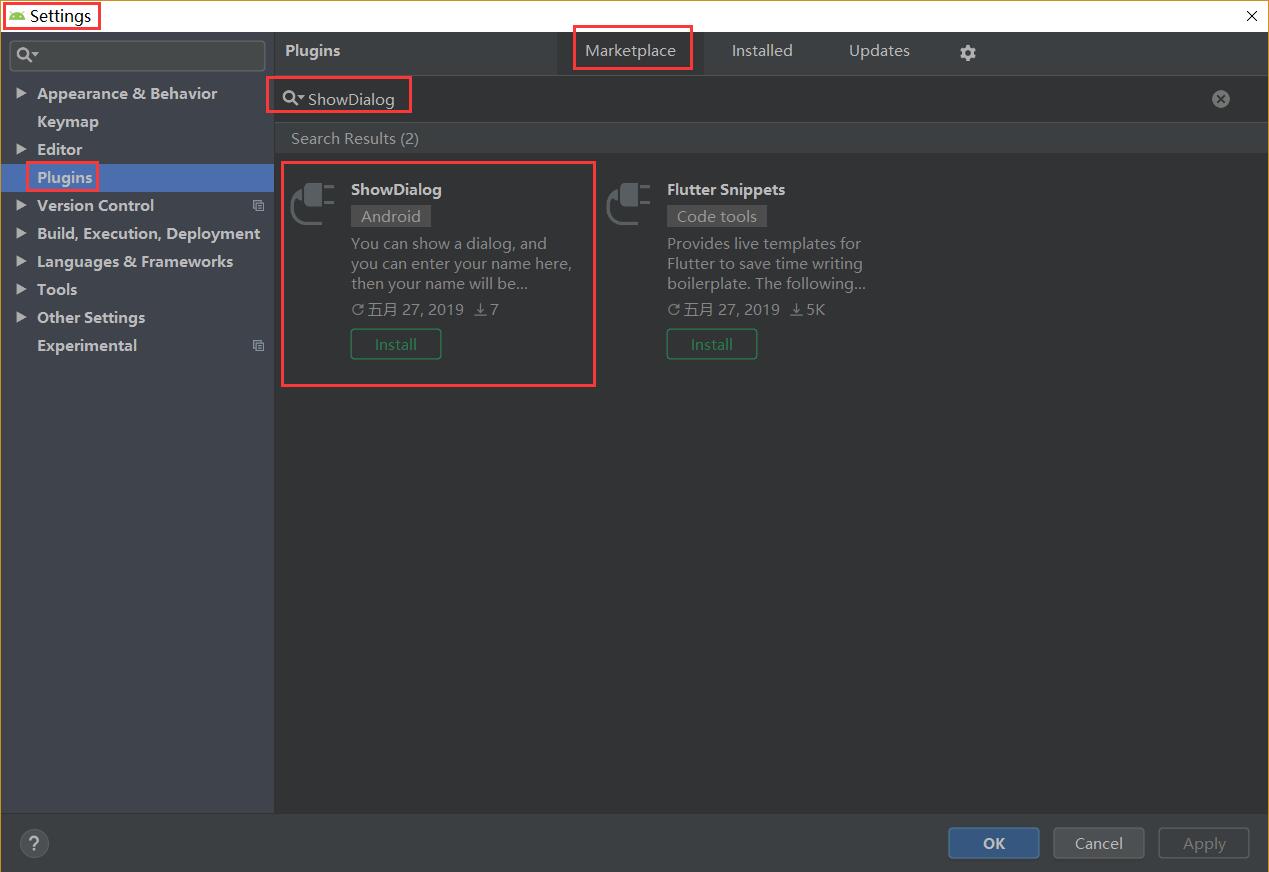 Settings
Plugins
Marketplace
Installed
Updates
ShowDialog
Search Results (2)
Appearance & Behavior
Keymap
Editor
Plugins
Version Control
Build, Execution, Deployment
Languages & Frameworks
Tools
Other Settings
Experimental
ShowDialog
Android
You can show a dialog, and
you can enter your name here,
then your name will be...
五月 27, 2019 7
Install
Flutter Snippets
Code tools
Provides live templates for
Flutter to save time writing
boilerplate. The following...
五月 27, 2019 5K
Install
?
OK
Cancel
Apply